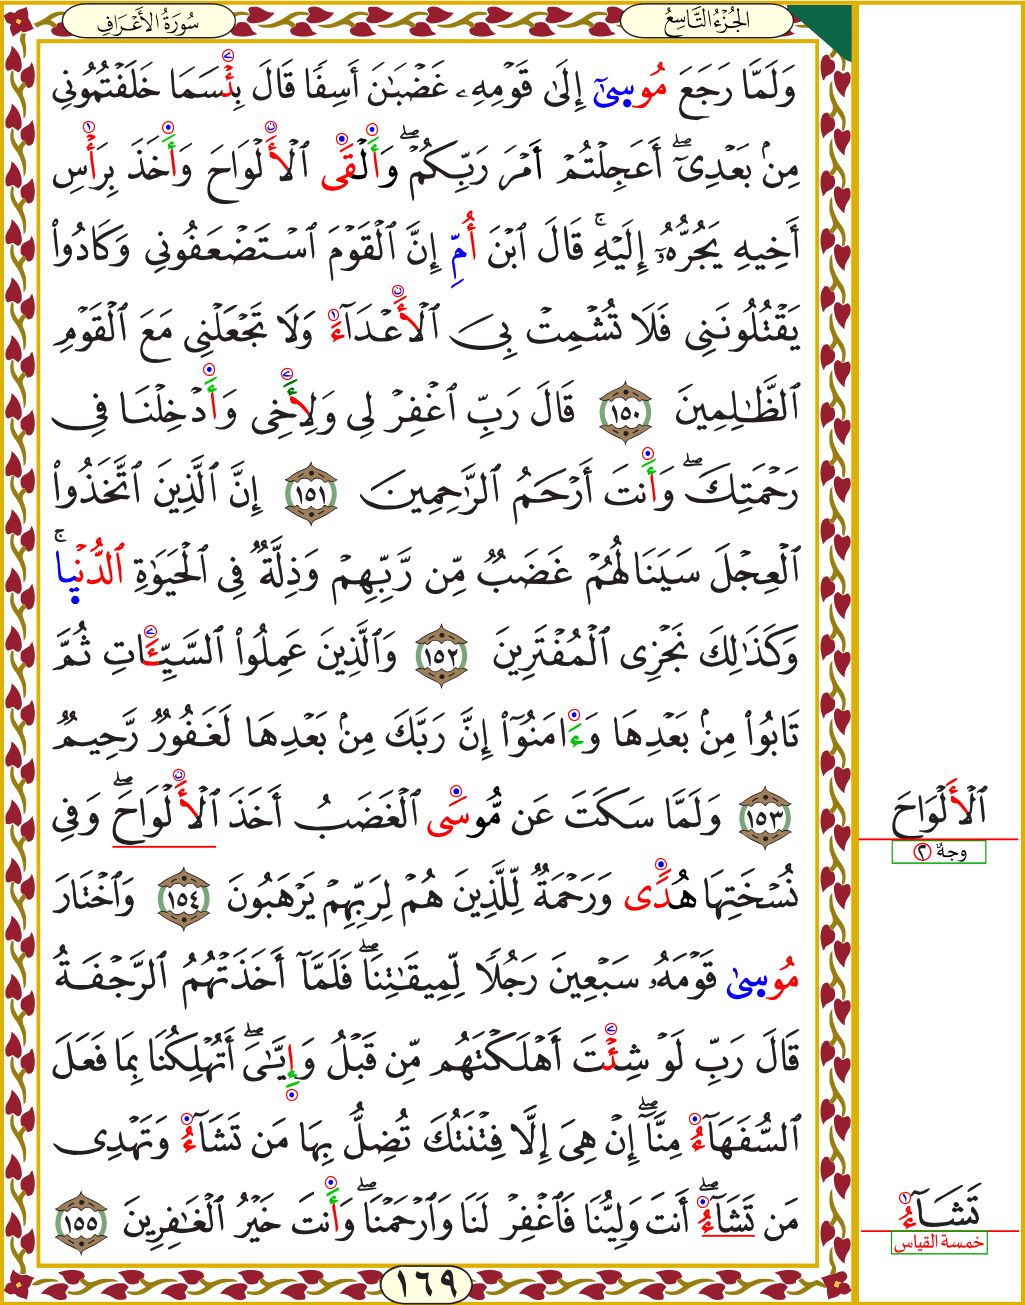 سُورَةُ الأَعْرَافِ
الجُزْءُ التَّاسِعُ
وَلَمَّا رَجَعَ مُوسَىٰٓ إِلَىٰ قَوْمِهِۦ غَضْبَٰنَ أَسِفًا قَالَ بِئْسَمَا خَلَفْتُمُونِي
مِنۢ بَعْدِىٓۖ أَعَجِلْتُمْ أَمْرَ رَبِّكُمْۖ وَأَلْقَى ٱلْأَلْوَاحَ وَأَخَذَ بِرَأْسِ
أَخِيهِ يَجُرُّهُۥٓ إِلَيْهِۚ قَالَ ٱبْنَ أُمِّ إِنَّ ٱلْقَوْمَ ٱسْتَضْعَفُونِي وَكَادُوا۟
يَقْتُلُونَنِي فَلَا تُشْمِتْ بِيَ ٱلْأَعْدَآءَ وَلَا تَجْعَلْنِي مَعَ ٱلْقَوْمِ
ٱلظَّٰلِمِينَ ١٥٠ قَالَ رَبِّ ٱغْفِرْ لِي وَلِأَخِي وَأَدْخِلْنَا فِي
رَحْمَتِكَۖ وَأَنتَ أَرْحَمُ ٱلرَّٰحِمِينَ ١٥١ إِنَّ ٱلَّذِينَ ٱتَّخَذُوا۟
ٱلْعِجْلَ سَيَنَالُهُمْ غَضَبٌ مِّن رَّبِّهِمْ وَذِلَّةٌ فِي ٱلْحَيَوٰةِ ٱلدُّنْيَاۚ
وَكَذَٰلِكَ نَجْزِى ٱلْمُفْتَرِينَ ١٥٢ وَٱلَّذِينَ عَمِلُوا۟ ٱلسَّيِّـَٔاتِ ثُمَّ
تَابُوا۟ مِنۢ بَعْدِهَا وَءَامَنُوٓا۟ إِنَّ رَبَّكَ مِنۢ بَعْدِهَا لَغَفُورٌ رَّحِيمٌ
١٥٣ وَلَمَّا سَكَتَ عَن مُّوسَى ٱلْغَضَبُ أَخَذَ ٱلْأَلْوَاحَۖ وَفِي
ٱلْأَلْوَاحَ
وجهٌ ٢
نُسْخَتِهَا هُدًى وَرَحْمَةٌ لِّلَّذِينَ هُمْ لِرَبِّهِمْ يَرْهَبُونَ ١٥٤ وَٱخْتَارَ
مُوسَىٰ قَوْمَهُۥ سَبْعِينَ رَجُلًا لِّمِيقَٰتِنَاۖ فَلَمَّآ أَخَذَتْهُمُ ٱلرَّجْفَةُ
قَالَ رَبِّ لَوْ شِئْتَ أَهْلَكْتَهُم مِّن قَبْلُ وَإِيَّٰيَۖ أَتُهْلِكُنَا بِمَا فَعَلَ
ٱلسُّفَهَآءُ مِنَّآۖ إِنْ هِيَ إِلَّا فِتْنَتُكَ تُضِلُّ بِهَا مَن تَشَآءُ وَتَهْدِى
مَن تَشَآءُۖ أَنتَ وَلِيُّنَا فَٱغْفِرْ لَنَا وَٱرْحَمْنَاۖ وَأَنتَ خَيْرُ ٱلْغَٰفِرِينَ ١٥٥
تَشَآءُ
خمسة القياس
١٦٩